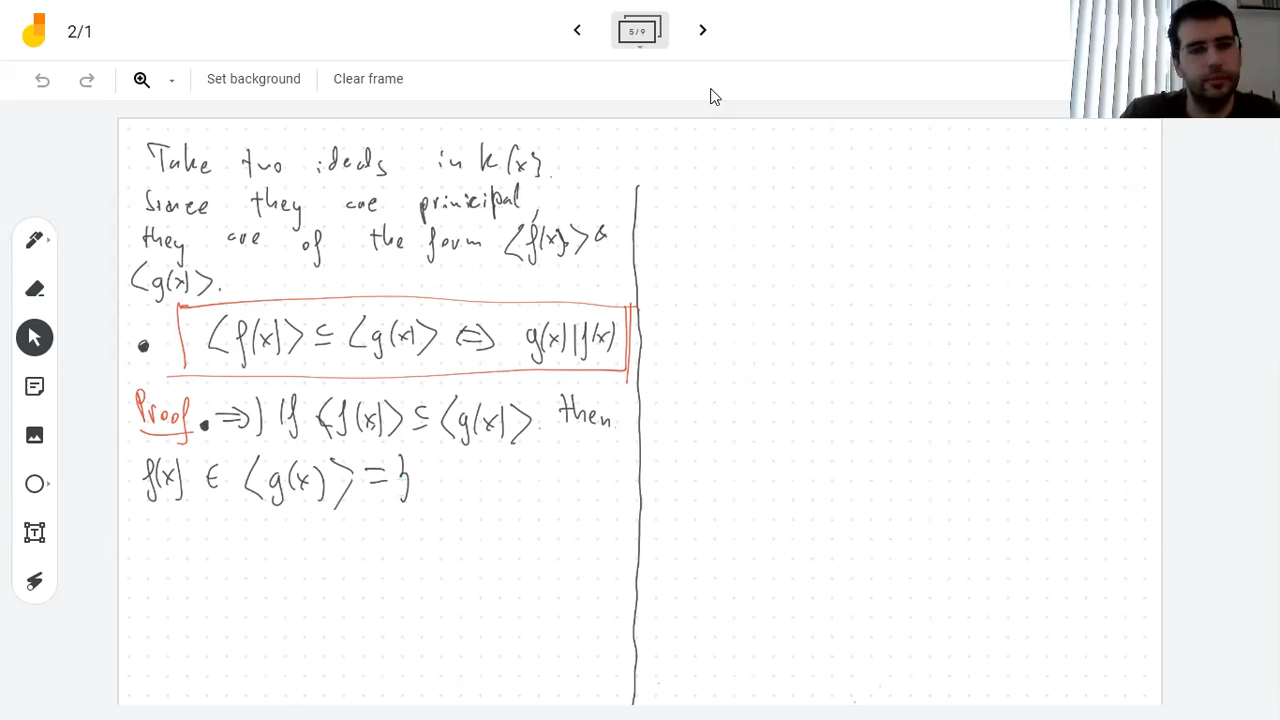 2/1
5/9
Set background
Clear frame
Take two ideals in k[x].
Since they are prinicipal,
they are of the form ⟨f(x)⟩ &
⟨g(x)⟩.
• ⟨f(x)⟩ ⊆ ⟨g(x)⟩ ⟺ g(x)|f(x)
Proof • ⇒) If ⟨f(x)⟩ ⊆ ⟨g(x)⟩. then
f(x) ∈ ⟨g(x)⟩ = {